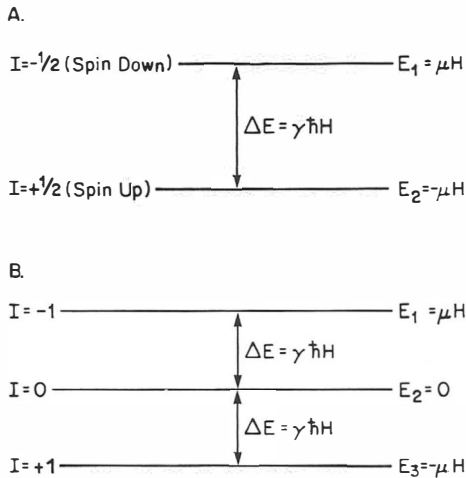 A.
I=-½ (Spin Down) E₁ = μH
ΔE = γħH
I=+½ (Spin Up) E₂=-μH
B.
I = -1 E₁ = μH
ΔE = γħH
I=0 E₂= 0
ΔE = γħH
I = +1 E₃=-μH